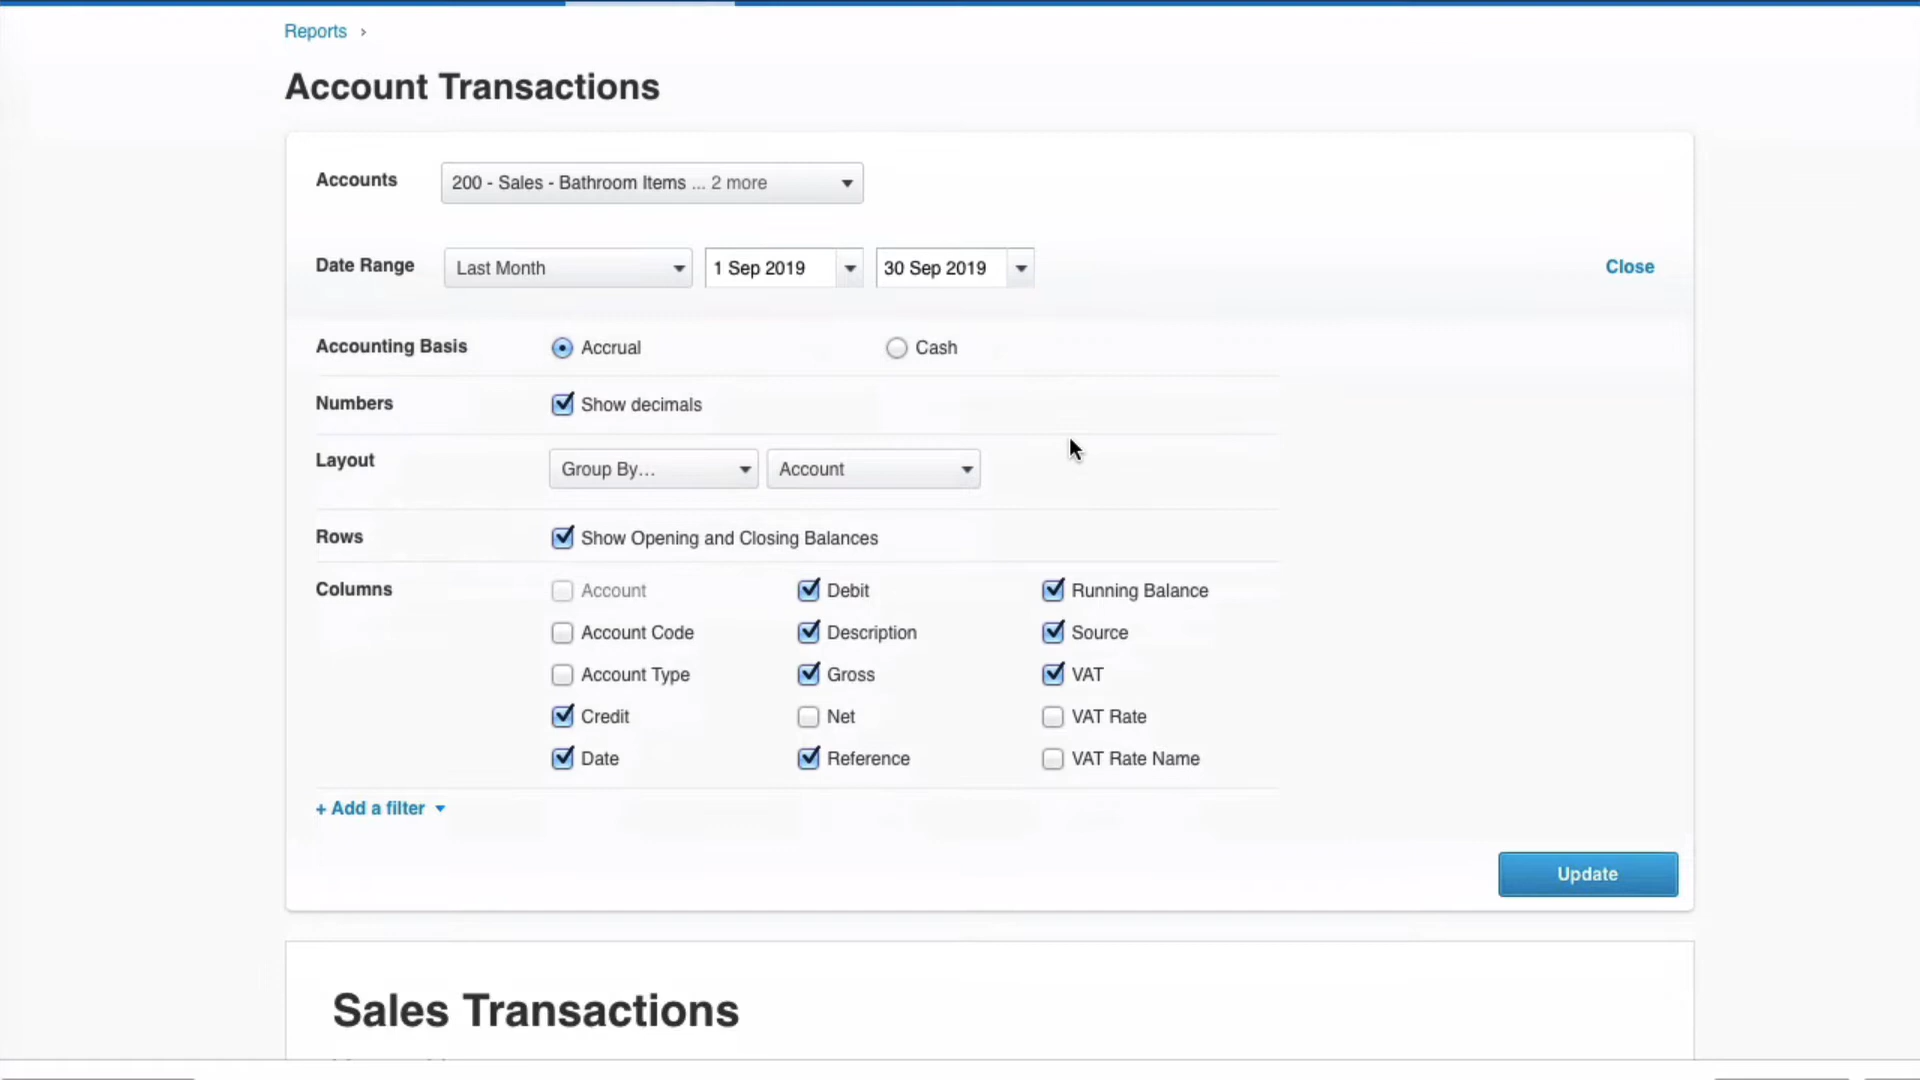 Reports ›
Account Transactions
Accounts 200 - Sales - Bathroom Items ... 2 more
Date Range Last Month 1 Sep 2019 30 Sep 2019 Close
Accounting Basis Accrual Cash
Numbers Show decimals
Layout Group By... Account
Rows Show Opening and Closing Balances
Columns Account Debit Running Balance
Account Code Description Source
Account Type Gross VAT
Credit Net VAT Rate
Date Reference VAT Rate Name
+ Add a filter
Update
Sales Transactions